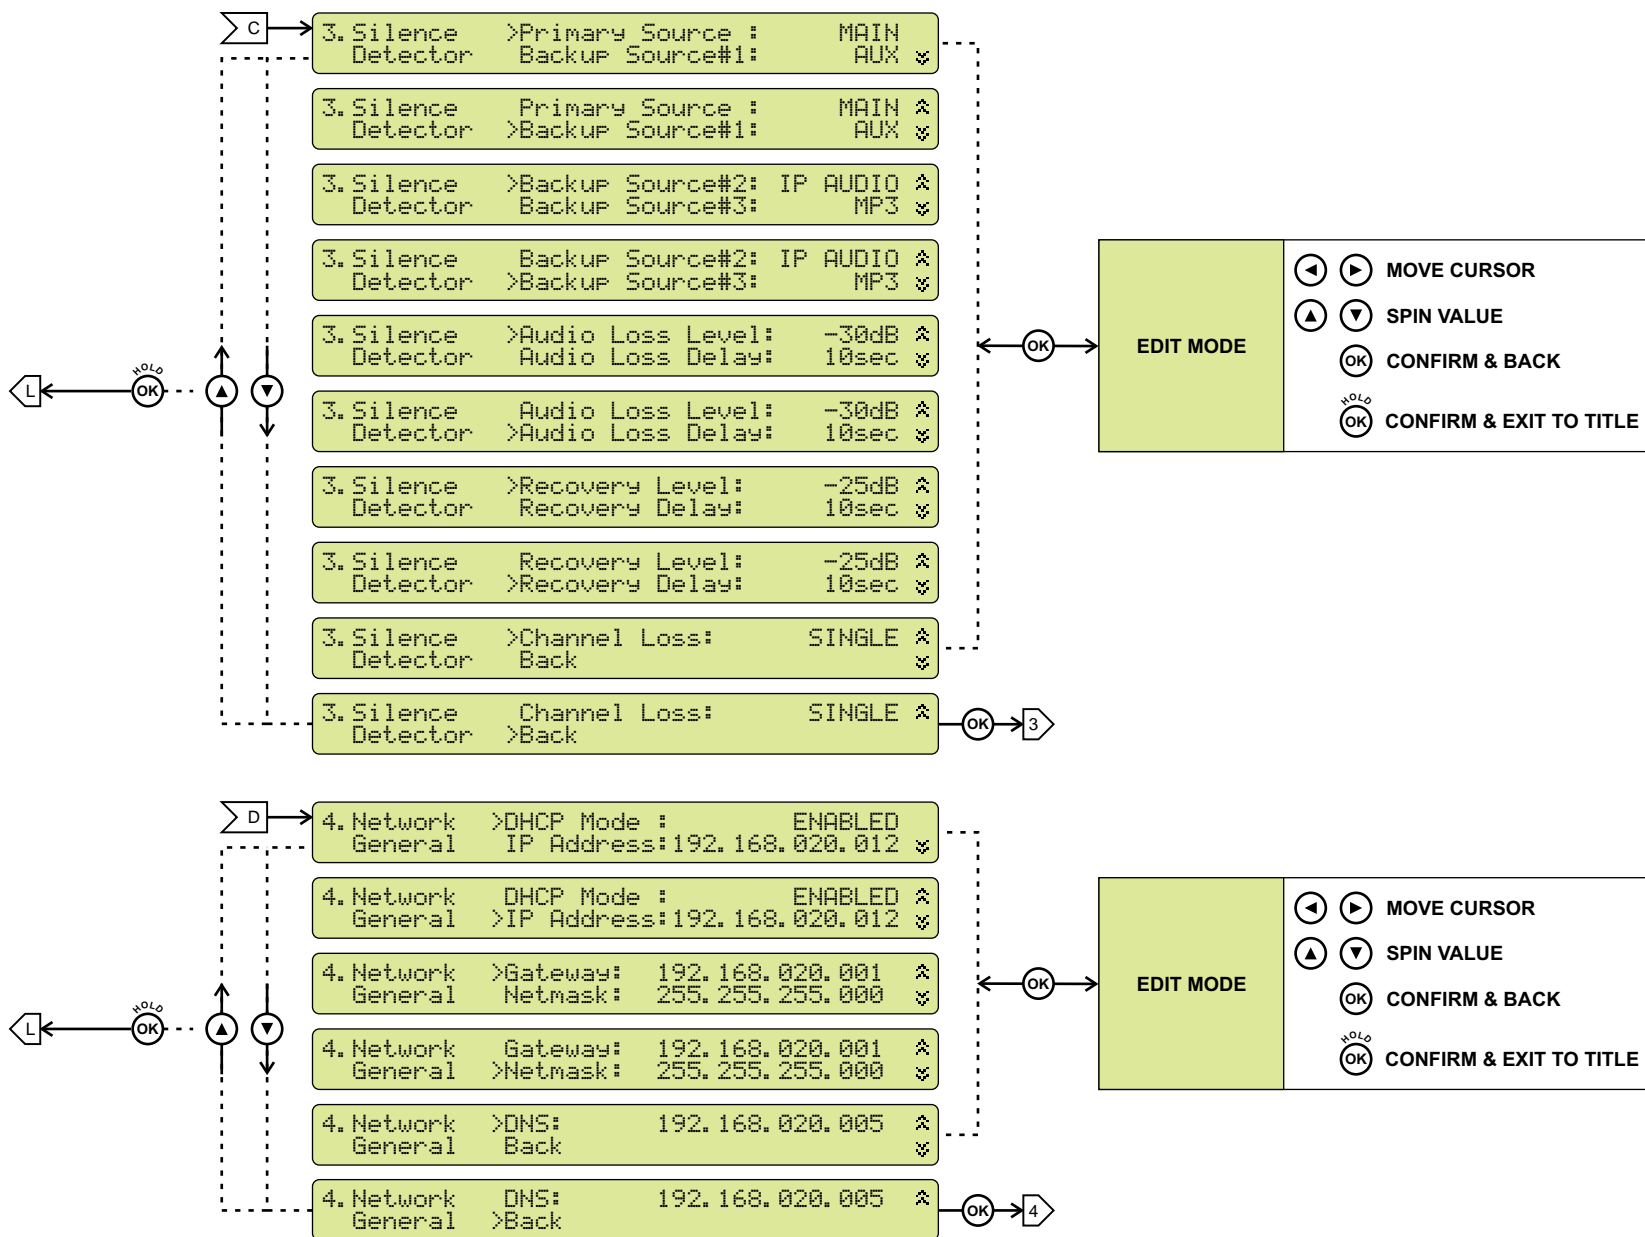 C
3.Silence >Primary Source : MAIN
Detector Backup Source#1: AUX
3.Silence Primary Source : MAIN
Detector >Backup Source#1: AUX
3.Silence >Backup Source#2: IP AUDIO
Detector Backup Source#3: MP3
3.Silence Backup Source#2: IP AUDIO
Detector >Backup Source#3: MP3
3.Silence >Audio Loss Level: -30dB
Detector Audio Loss Delay: 10sec
3.Silence Audio Loss Level: -30dB
Detector >Audio Loss Delay: 10sec
3.Silence >Recovery Level: -25dB
Detector Recovery Delay: 10sec
3.Silence Recovery Level: -25dB
Detector >Recovery Delay: 10sec
3.Silence >Channel Loss: SINGLE
Detector Back
3.Silence Channel Loss: SINGLE
Detector >Back
OK 3
L
HOLD
OK
OK
EDIT MODE
MOVE CURSOR
SPIN VALUE
OK CONFIRM & BACK
HOLD
OK CONFIRM & EXIT TO TITLE
D
4.Network >DHCP Mode : ENABLED
General IP Address:192.168.020.012
4.Network DHCP Mode : ENABLED
General >IP Address:192.168.020.012
4.Network >Gateway: 192.168.020.001
General Netmask: 255.255.255.000
4.Network Gateway: 192.168.020.001
General >Netmask: 255.255.255.000
4.Network >DNS: 192.168.020.005
General Back
4.Network DNS: 192.168.020.005
General >Back
OK 4
L
HOLD
OK
OK
EDIT MODE
MOVE CURSOR
SPIN VALUE
OK CONFIRM & BACK
HOLD
OK CONFIRM & EXIT TO TITLE